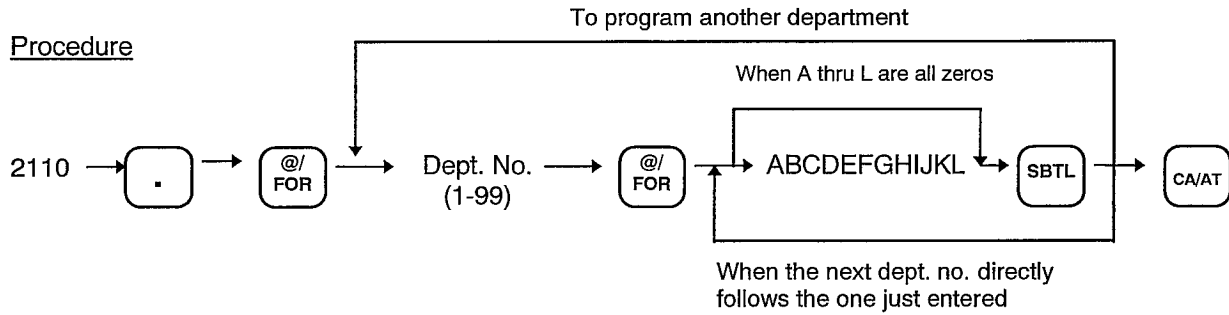 To program another department
Procedure
When A thru L are all zeros
2110 . @/ FOR Dept. No. (1-99) @/ FOR ABCDEFGHIJKL SBTL CA/AT
When the next dept. no. directly
follows the one just entered